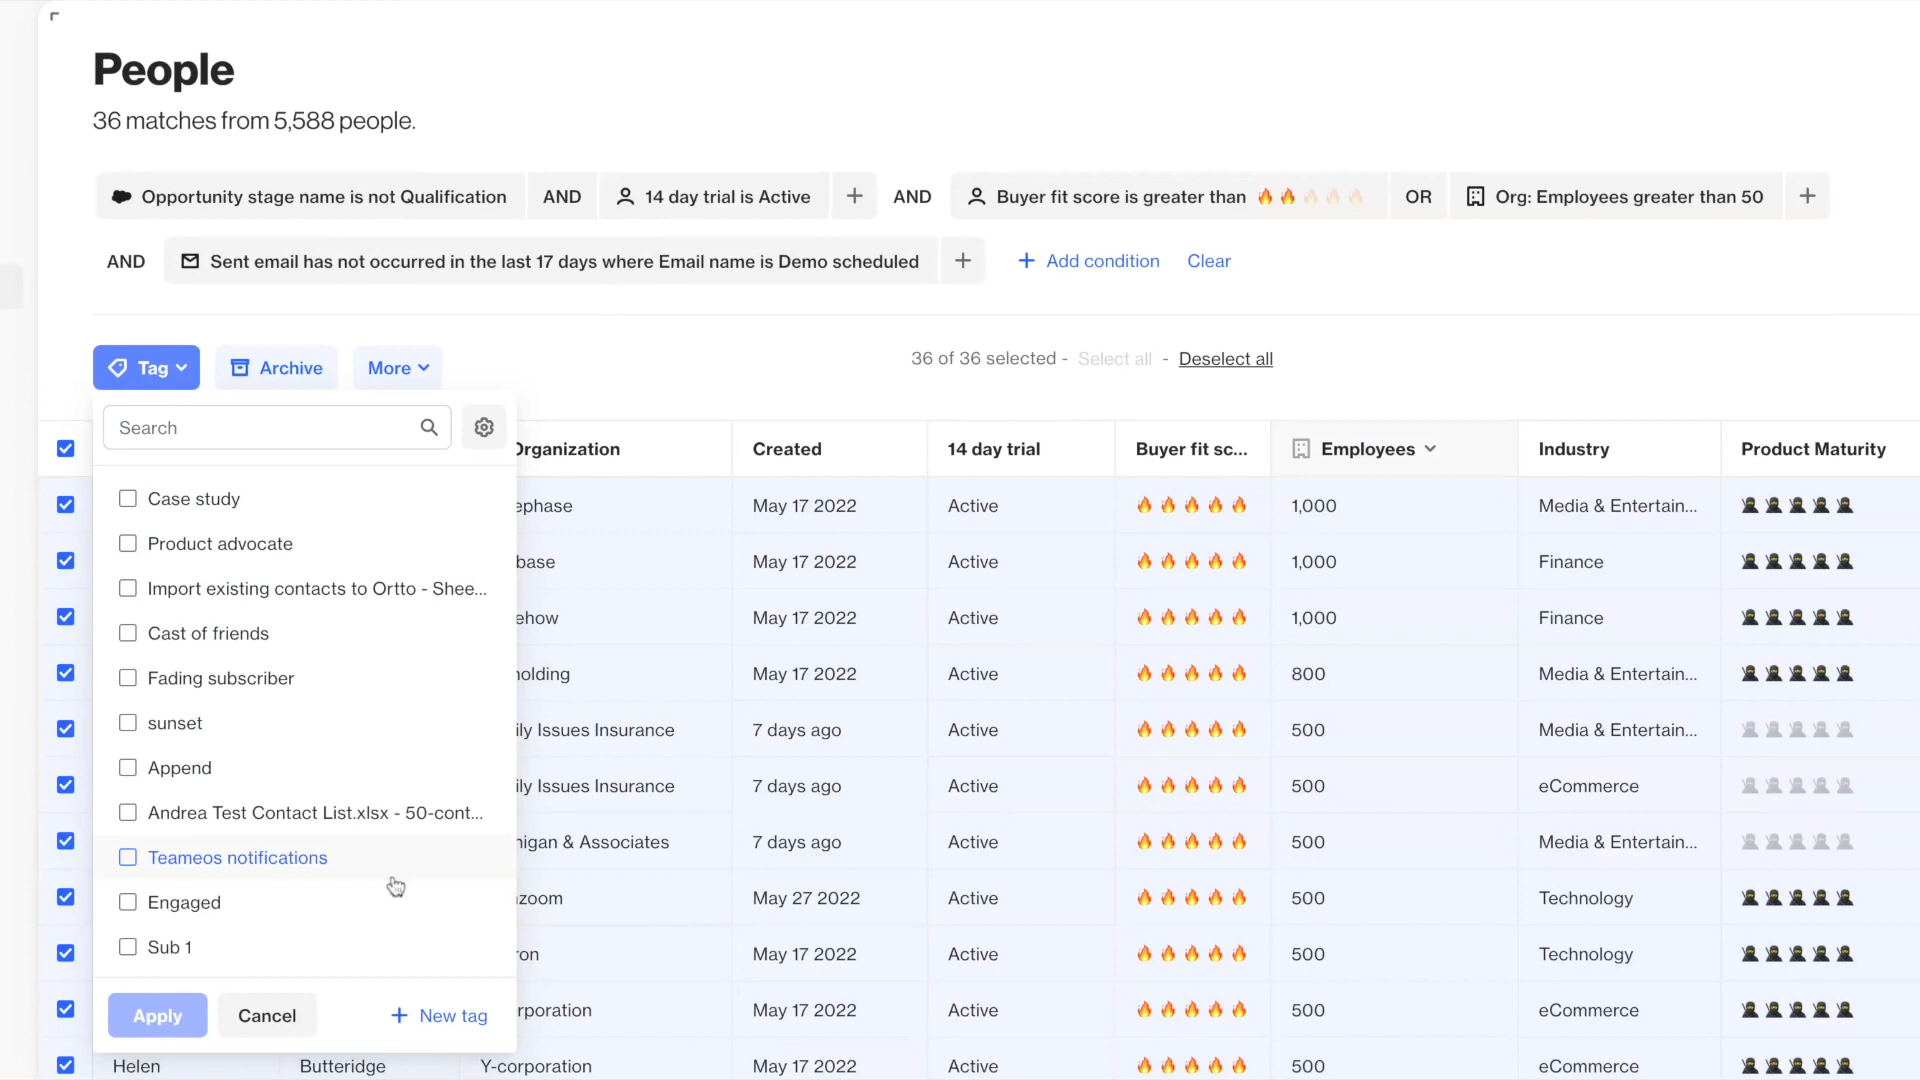 People
36 matches from 5,588 people.
Opportunity stage name is not Qualification AND 14 day trial is Active AND Buyer fit score is greater than OR Org: Employees greater than 50
AND Sent email has not occurred in the last 17 days where Email name is Demo scheduled Add condition Clear
Tag Archive More 36 of 36 selected - Select all - Deselect all
Search
Organization Created 14 day trial Buyer fit sc... Employees Industry Product Maturity
Case study
Product advocate
Import existing contacts to Ortto - Shee...
Cast of friends
Fading subscriber
sunset
Append
Andrea Test Contact List.xlsx - 50-cont...
Teameos notifications
Engaged
Sub 1
Apply Cancel New tag
ephase May 17 2022 Active 1,000 Media & Entertain...
base May 17 2022 Active 1,000 Finance
ehow May 17 2022 Active 1,000 Finance
holding May 17 2022 Active 800 Media & Entertain...
ily Issues Insurance 7 days ago Active 500 Media & Entertain...
ily Issues Insurance 7 days ago Active 500 eCommerce
nigan & Associates 7 days ago Active 500 Media & Entertain...
zoom May 27 2022 Active 500 Technology
ron May 17 2022 Active 500 Technology
rporation May 17 2022 Active 500 eCommerce
Helen Butteridge Y-corporation May 17 2022 Active 500 eCommerce